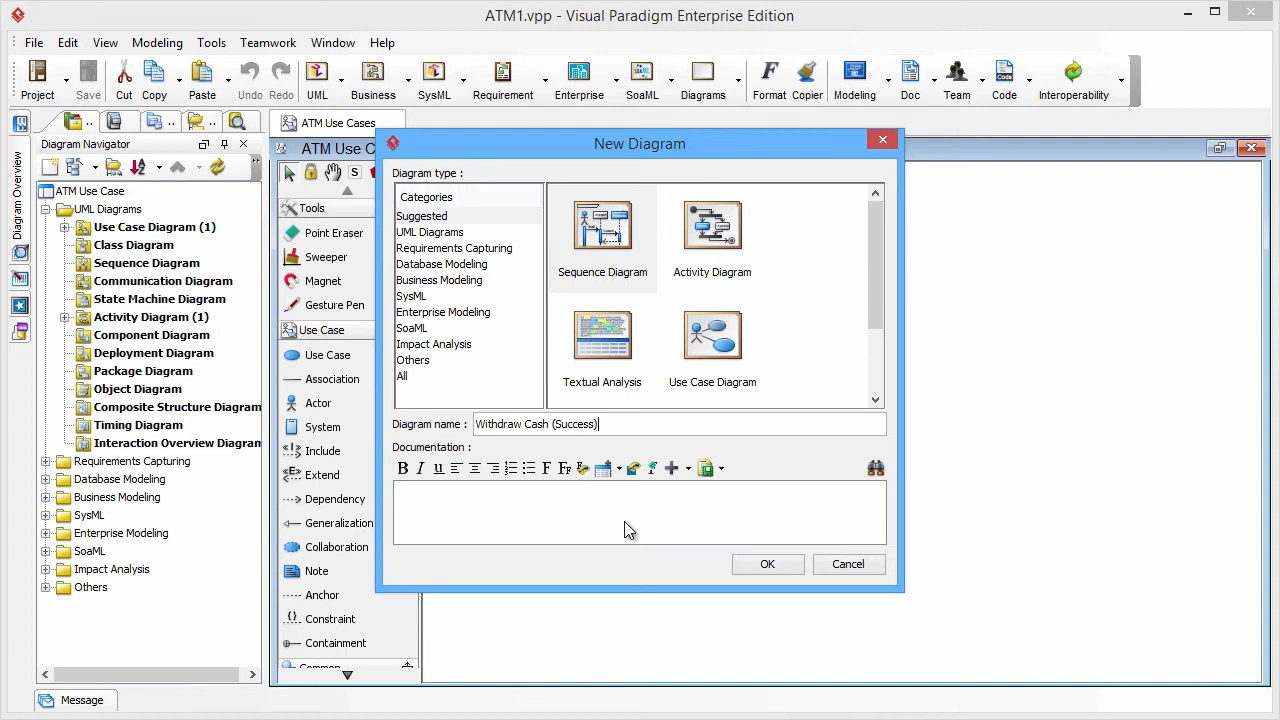 ATM1.vpp - Visual Paradigm Enterprise Edition
File Edit View Modeling Tools Teamwork Window Help
Project Save Cut Copy Paste Undo Redo UML Business SysML Requirement Enterprise SoaML Diagrams Format Copier Modeling Doc Team Code Interoperability
ATM Use Cases
Diagram Overview
Diagram Navigator
ATM Use Case
UML Diagrams
Use Case Diagram (1)
Class Diagram
Sequence Diagram
Communication Diagram
State Machine Diagram
Activity Diagram (1)
Component Diagram
Deployment Diagram
Package Diagram
Object Diagram
Composite Structure Diagram
Timing Diagram
Interaction Overview Diagran
Requirements Capturing
Database Modeling
Business Modeling
SysML
Enterprise Modeling
SoaML
Impact Analysis
Others
ATM Use C
Tools
Point Eraser
Sweeper
Magnet
Gesture Pen
Use Case
Use Case
Association
Actor
System
Include
Extend
Dependency
Generalization
Collaboration
Note
Anchor
Constraint
Containment
Common
New Diagram
Diagram type :
Categories
Suggested
UML Diagrams
Requirements Capturing
Database Modeling
Business Modeling
SysML
Enterprise Modeling
SoaML
Impact Analysis
Others
All
Sequence Diagram Activity Diagram
Textual Analysis Use Case Diagram
Diagram name : Withdraw Cash (Success)
Documentation :
OK Cancel
Message